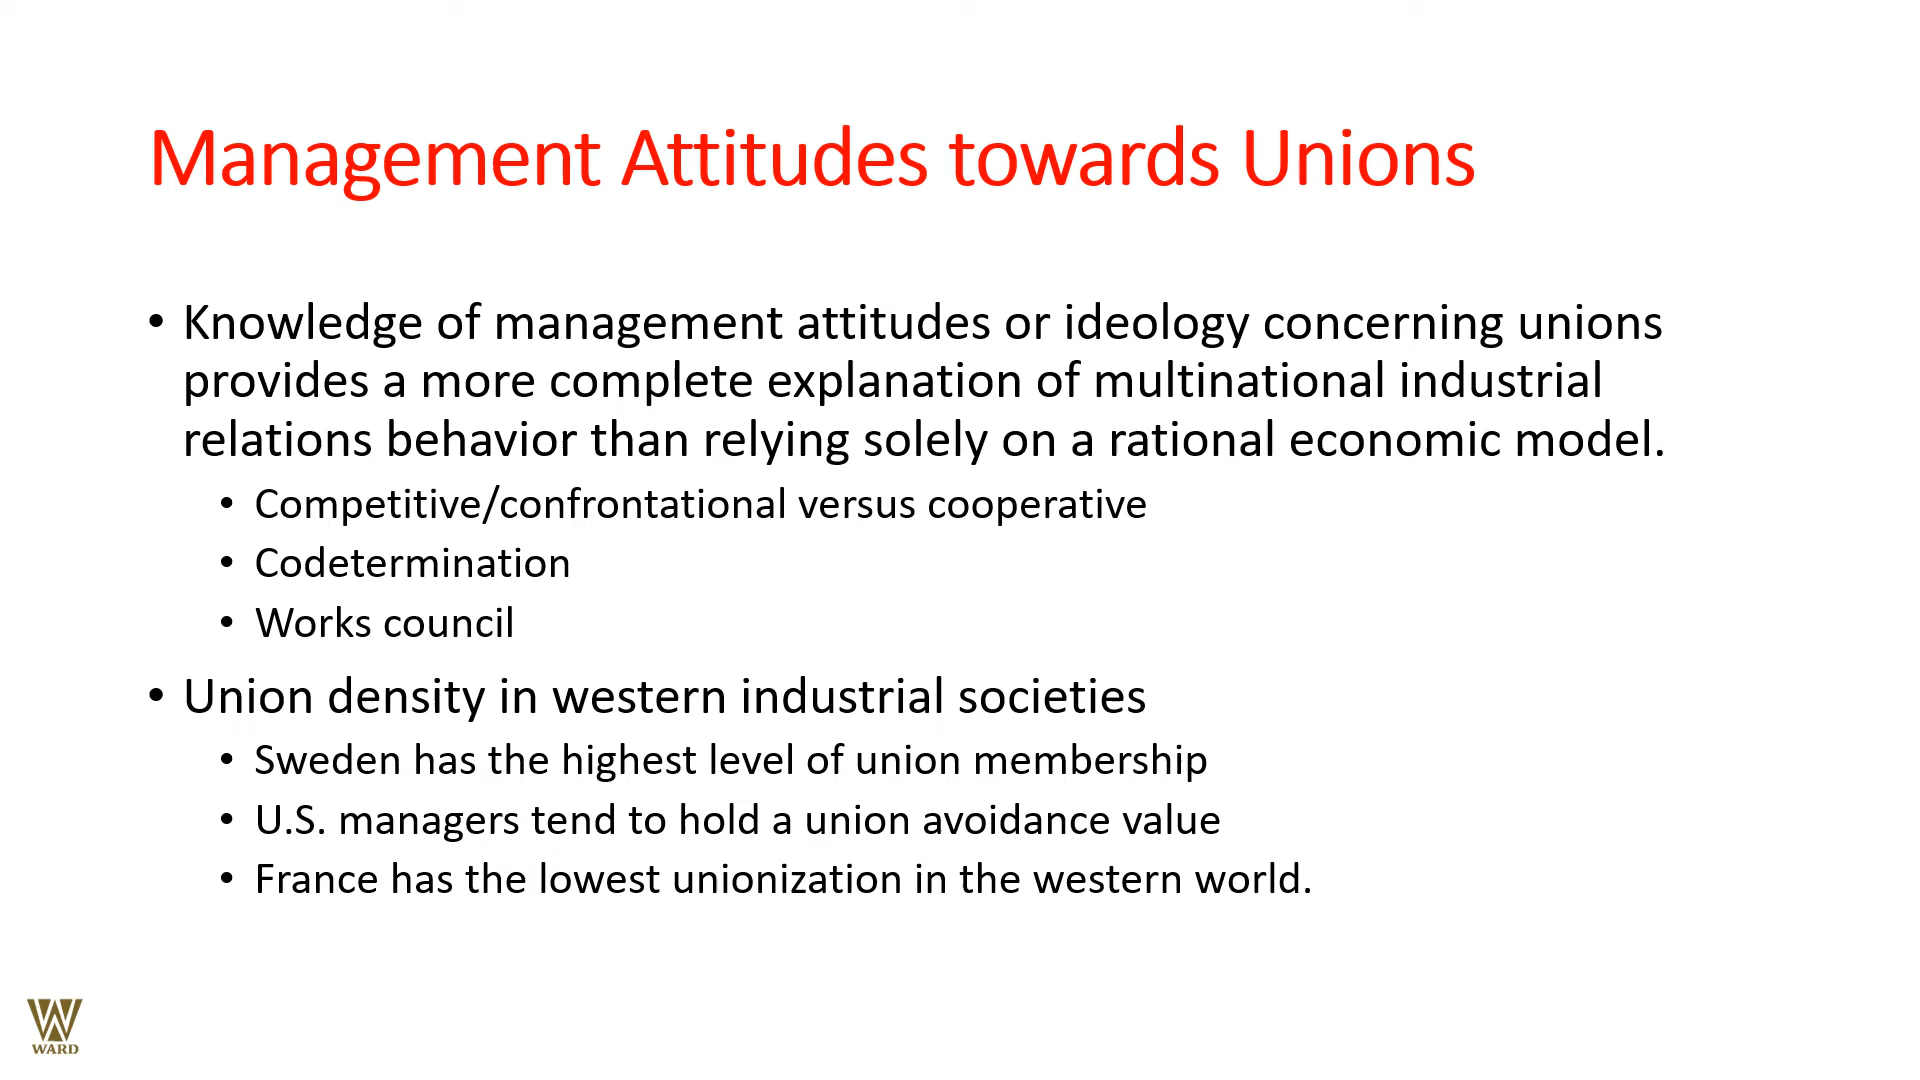 Management Attitudes towards Unions
• Knowledge of management attitudes or ideology concerning unions
provides a more complete explanation of multinational industrial
relations behavior than relying solely on a rational economic model.
• Competitive/confrontational versus cooperative
• Codetermination
• Works council
• Union density in western industrial societies
• Sweden has the highest level of union membership
• U.S. managers tend to hold a union avoidance value
• France has the lowest unionization in the western world.
WARD